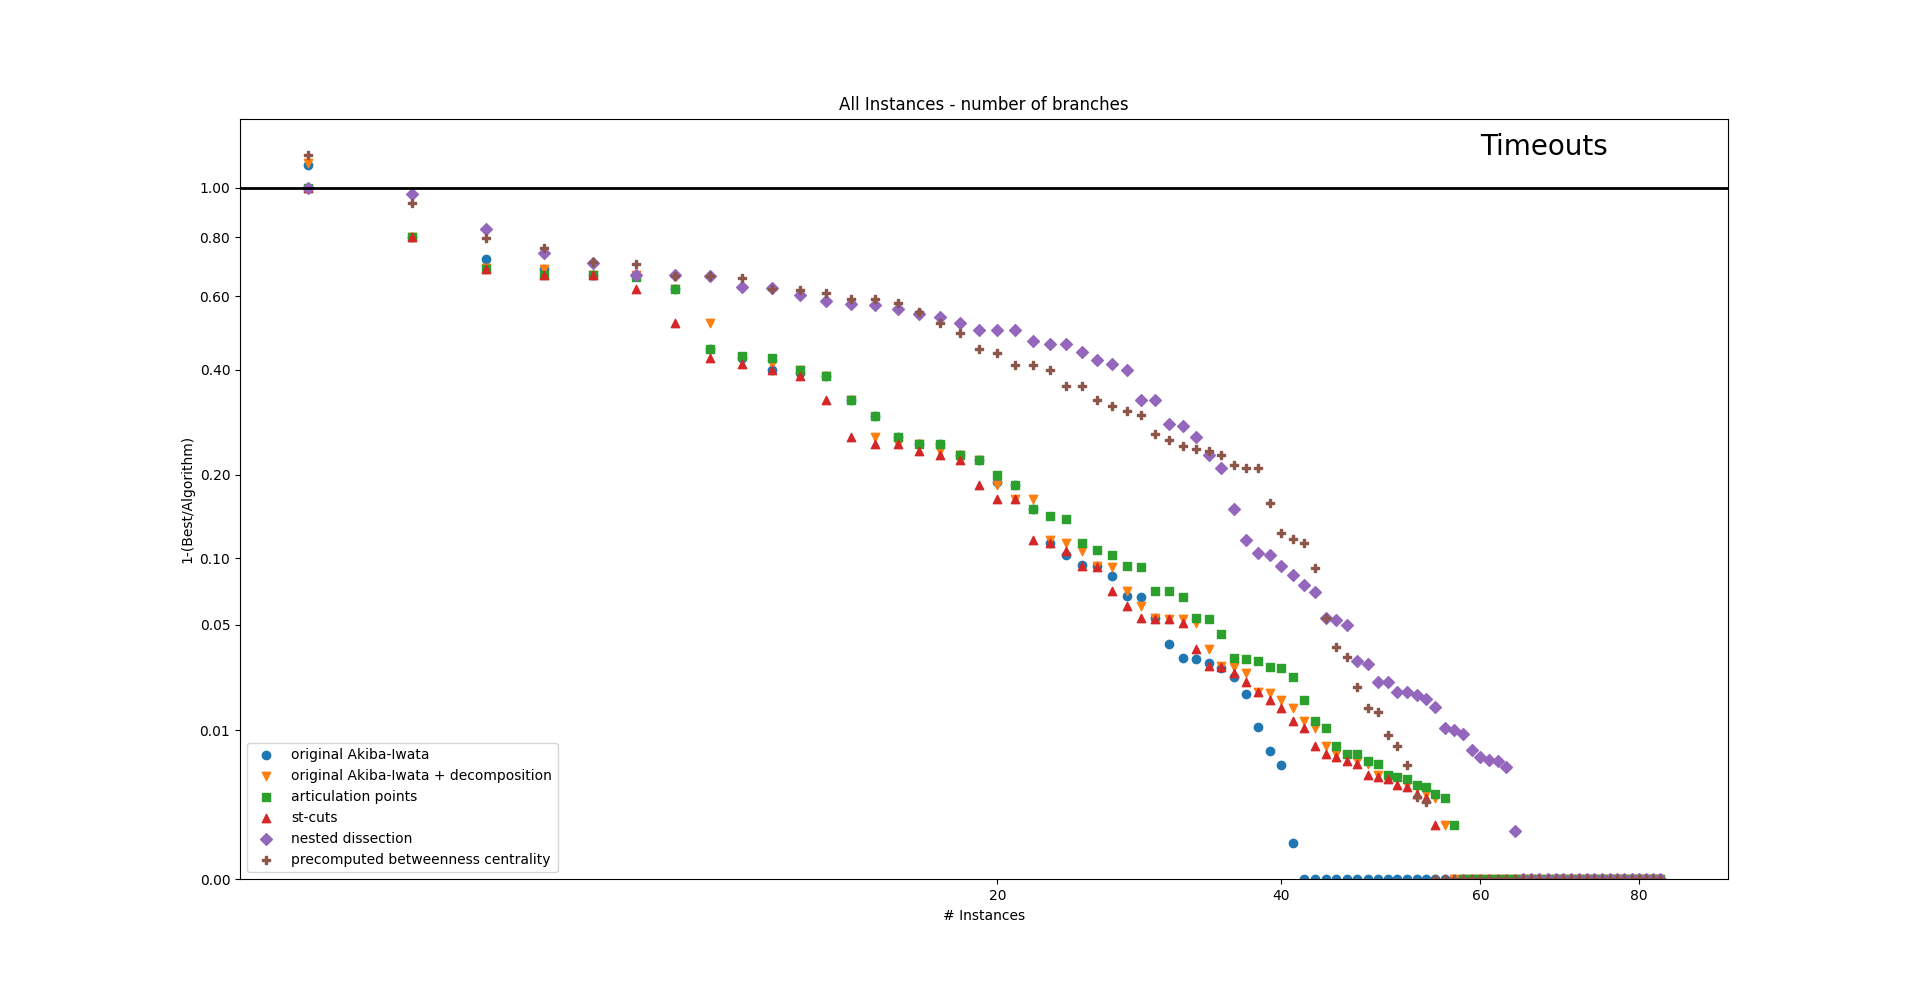 All Instances - number of branches
Timeouts
1.00
0.80
0.60
0.40
0.20
0.10
0.05
0.01
0.00
1-(Best/Algorithm)
original Akiba-Iwata
original Akiba-Iwata + decomposition
articulation points
st-cuts
nested dissection
precomputed betweenness centrality
20
40
60
80
# Instances